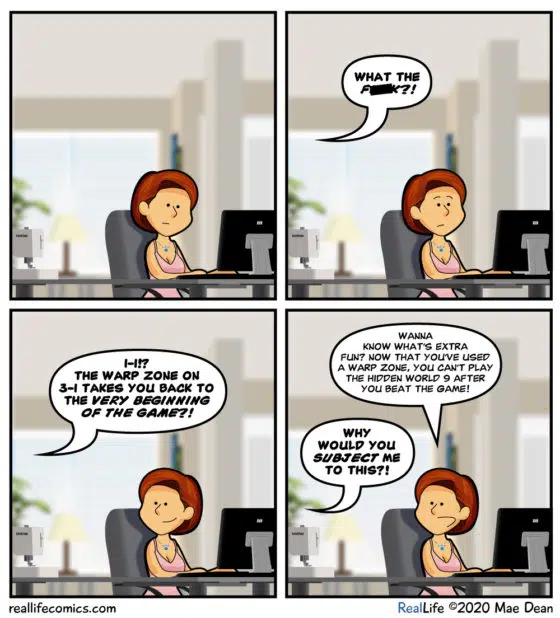 WHAT THE
F███K?!
1-1!?
THE WARP ZONE ON
3-1 TAKES YOU BACK TO
THE VERY BEGINNING
OF THE GAME?!
WANNA
KNOW WHAT'S EXTRA
FUN? NOW THAT YOU'VE USED
A WARP ZONE, YOU CAN'T PLAY
THE HIDDEN WORLD 9 AFTER
YOU BEAT THE GAME!
WHY
WOULD YOU
SUBJECT ME
TO THIS?!
reallifecomics.com
RealLife ©2020 Mae Dean